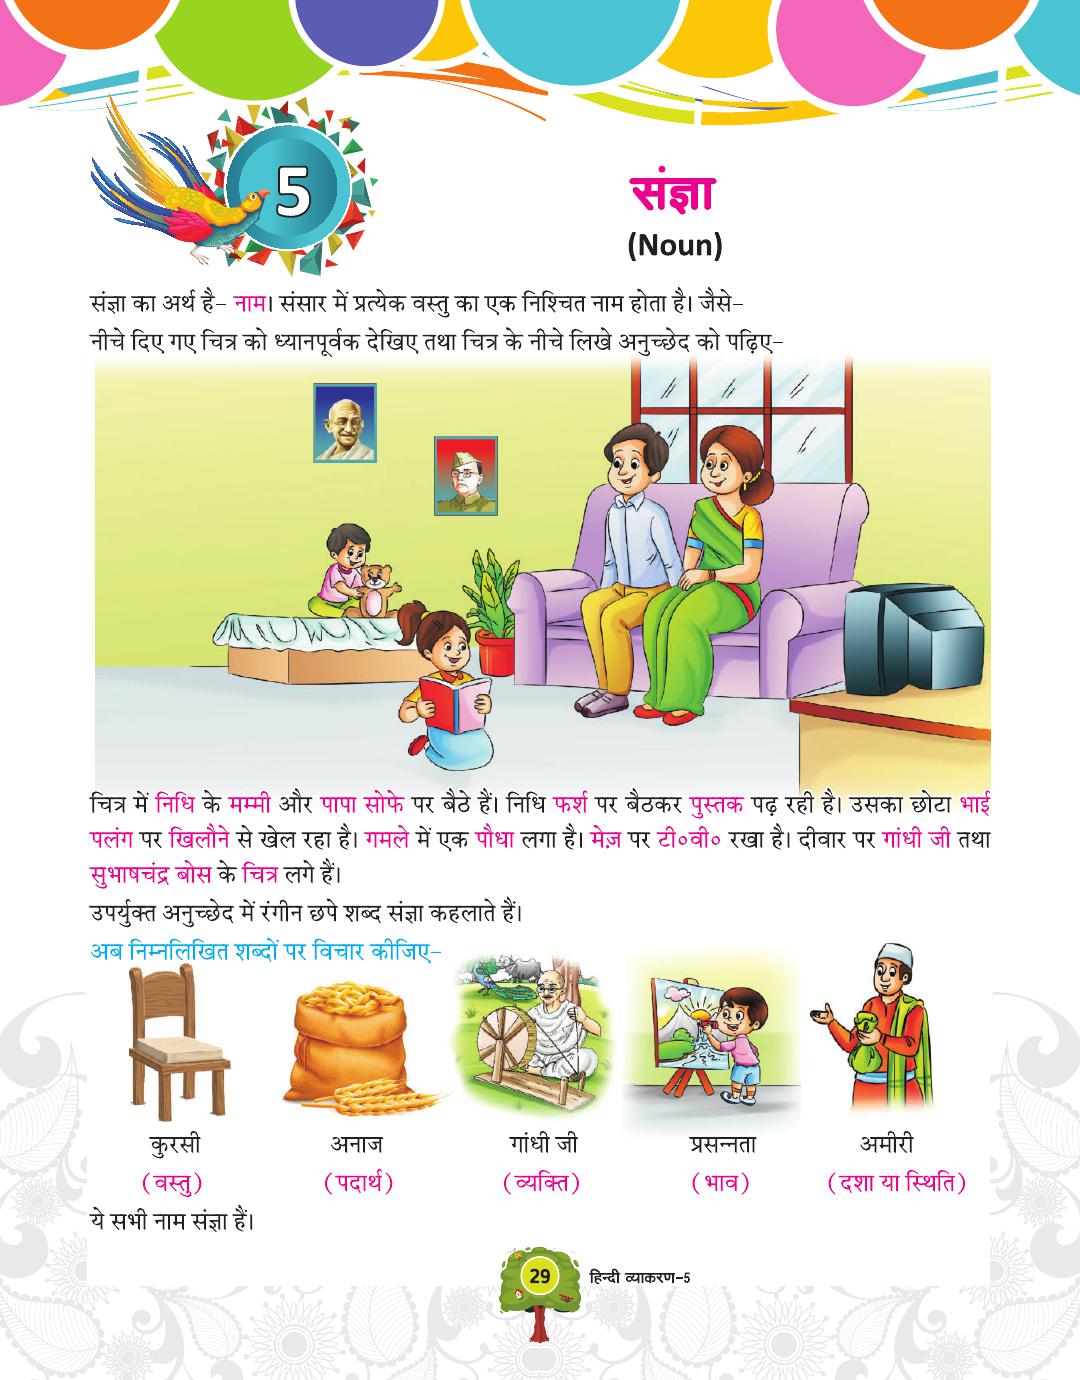 5
संज्ञा
(Noun)
संज्ञा का अर्थ है– नाम। संसार में प्रत्येक वस्तु का एक निश्चित नाम होता है। जैसे–
नीचे दिए गए चित्र को ध्यानपूर्वक देखिए तथा चित्र के नीचे लिखे अनुच्छेद को पढ़िए–
चित्र में निधि के मम्मी और पापा सोफे पर बैठे हैं। निधि फर्श पर बैठकर पुस्तक पढ़ रही है। उसका छोटा भाई
पलंग पर खिलौने से खेल रहा है। गमले में एक पौधा लगा है। मेज़ पर टी०वी० रखा है। दीवार पर गांधी जी तथा
सुभाषचंद्र बोस के चित्र लगे हैं।
उपर्युक्त अनुच्छेद में रंगीन छपे शब्द संज्ञा कहलाते हैं।
अब निम्नलिखित शब्दों पर विचार कीजिए–
कुरसी अनाज गांधी जी प्रसन्नता अमीरी
(वस्तु) (पदार्थ) (व्यक्ति) (भाव) (दशा या स्थिति)
ये सभी नाम संज्ञा हैं।
29 हिन्दी व्याकरण–5